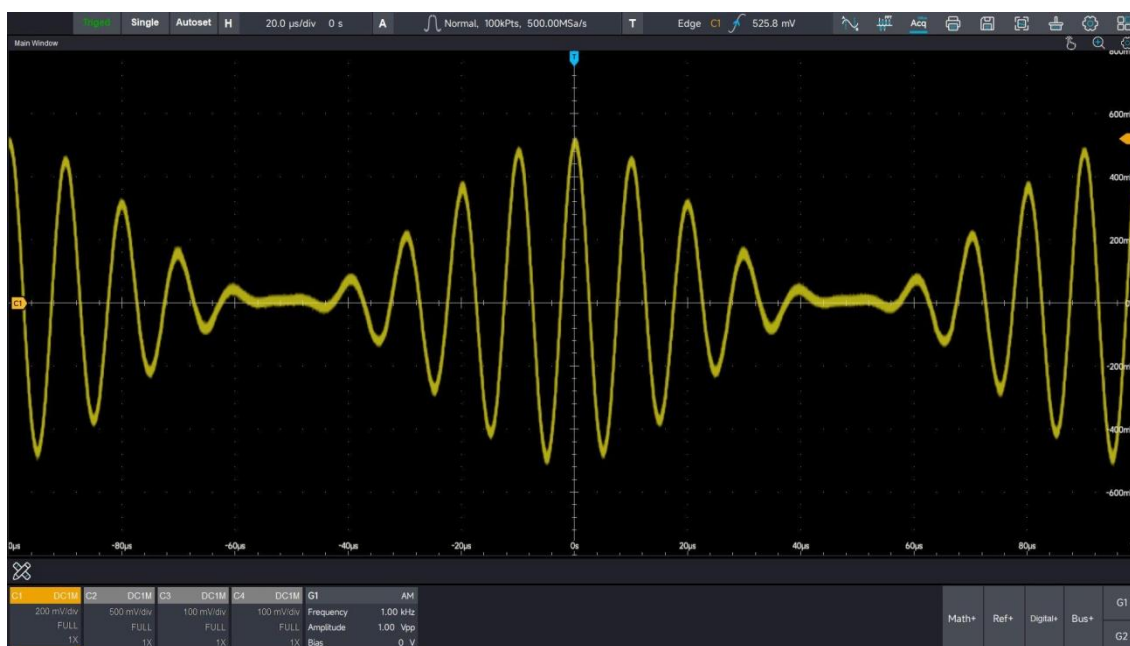 Triged Single Autoset H 20.0 µs/div 0 s A Normal, 100kPts, 500.00MSa/s T Edge C1 525.8 mV Acq
Main Window
T
800m
600m
400m
200m
C1
0
-200m
-400m
-600m
0µs -80µs -60µs -40µs -20µs 0s 20µs 40µs 60µs 80µs
C1 DC1M C2 DC1M C3 DC1M C4 DC1M G1 AM
200 mV/div 500 mV/div 100 mV/div 100 mV/div Frequency 1.00 kHz
FULL FULL FULL FULL Amplitude 1.00 Vpp
1X 1X 1X 1X Bias 0 V
Math+ Ref+ Digital+ Bus+
G1
G2